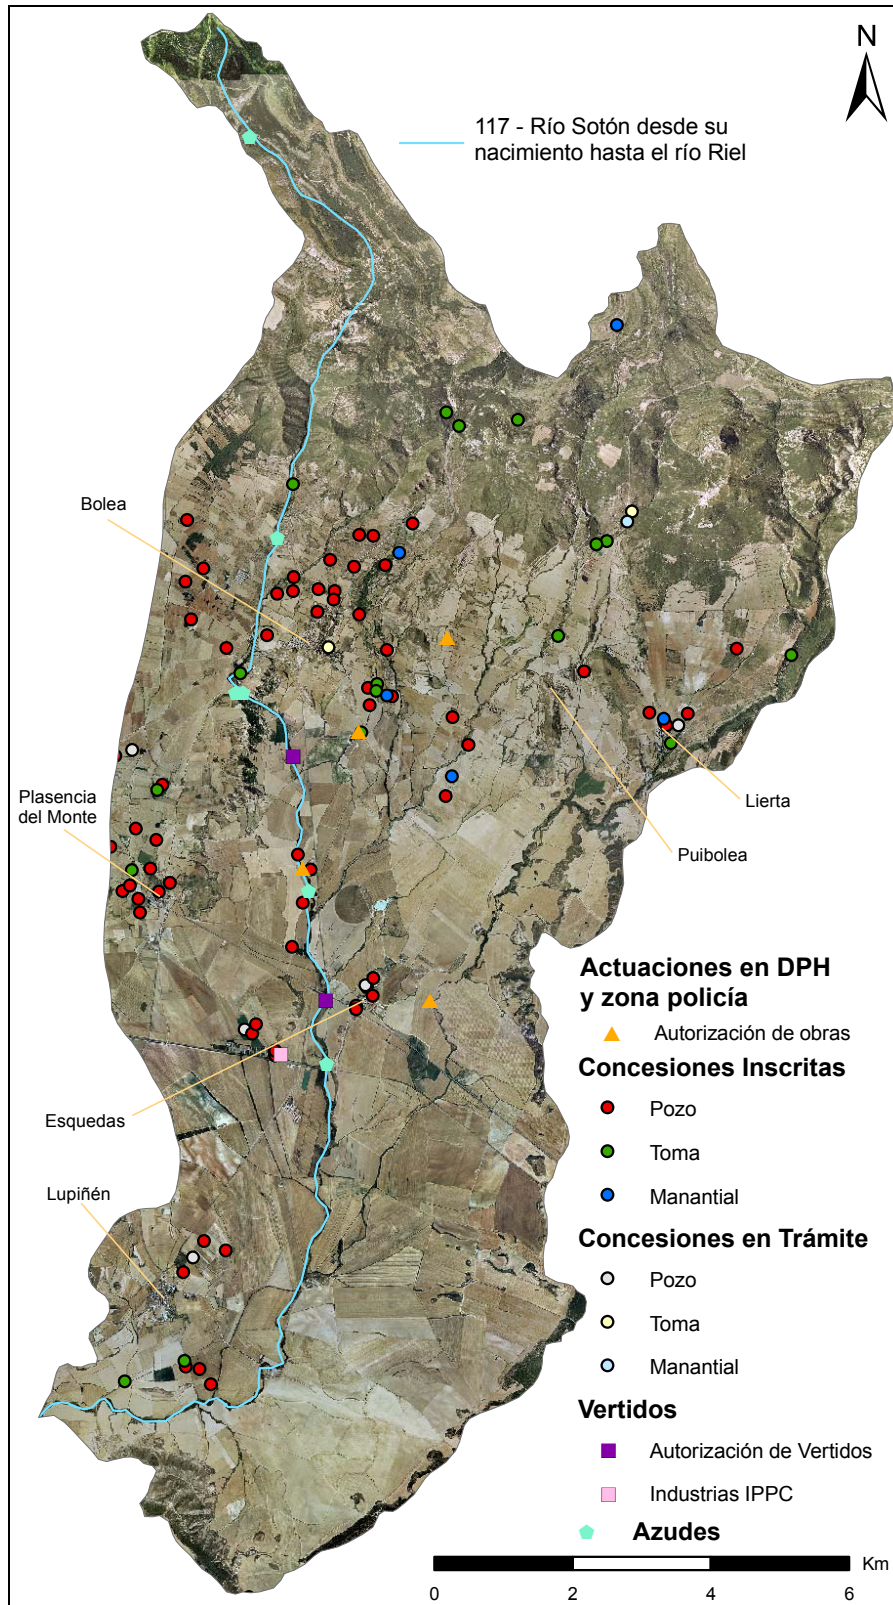 N
117 - Río Sotón desde su
nacimiento hasta el río Riel
Bolea
Plasencia
del Monte
Lierta
Puibolea
Esquedas
Lupiñén
Actuaciones en DPH
y zona policía
Autorización de obras
Concesiones Inscritas
Pozo
Toma
Manantial
Concesiones en Trámite
Pozo
Toma
Manantial
Vertidos
Autorización de Vertidos
Industrias IPPC
Azudes
Km
0 2 4 6